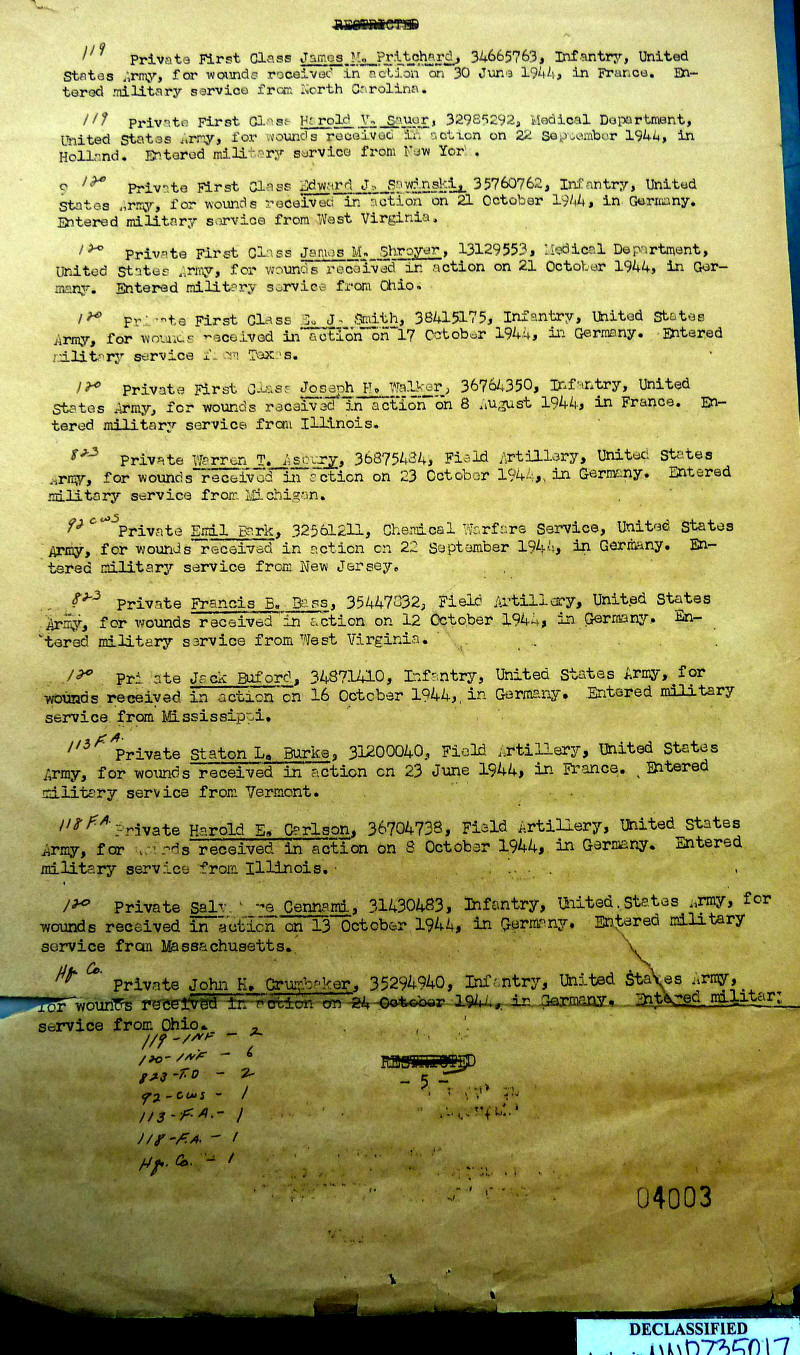 RESTRICTED
119 Private First Class James M. Pritchard, 34665763, Infantry, United
States Army, for wounds received in action on 30 June 1944, in France. En-
tered military service from North Carolina.
119 Private First Class Harold V. Sauer, 32985292, Medical Department,
United States Army, for wounds received in action on 22 September 1944, in
Holland. Entered military service from New Yor .
120 Private First Class Edward J. Sawinski, 35760762, Infantry, United
States Army, for wounds received in action on 21 October 1944, in Germany.
Entered military service from West Virginia.
120 Private First Class James M. Shroyer, 13129553, Medical Department,
United States Army, for wounds received in action on 21 October 1944, in Ger-
many. Entered military service from Ohio.
120 Private First Class E. J. Smith, 38415175, Infantry, United States
Army, for wounds received in action on 17 October 1944, in Germany. Entered
military service from Texas.
120 Private First Class Joseph H. Walker, 36764350, Infantry, United
States Army, for wounds received in action on 8 August 1944, in France. En-
tered military service from Illinois.
823 Private Warren T. Asbury, 36875484, Field Artillery, United States
Army, for wounds received in action on 23 October 1944, in Germany. Entered
military service from Michigan.
92 cws Private Emil Bark, 32561211, Chemical Warfare Service, United States
Army, for wounds received in action on 22 September 1944, in Germany. En-
tered military service from New Jersey.
823 Private Francis B. Bass, 35447832, Field Artillery, United States
Army, for wounds received in action on 12 October 1944, in Germany. En-
tered military service from West Virginia.
120 Pri ate Jack Buford, 34871410, Infantry, United States Army, for
wounds received in action on 16 October 1944, in Germany. Entered military
service from Mississippi.
113 F.A. Private Staton L. Burke, 31200040, Field Artillery, United States
Army, for wounds received in action on 23 June 1944, in France. Entered
military service from Vermont.
118 F.A. Private Harold E. Carlson, 36704738, Field Artillery, United States
Army, for wounds received in action on 8 October 1944, in Germany. Entered
military service from Illinois.
120 Private Cennami, 31430483, Infantry, United States Army, for
wounds received in action on 13 October 1944, in Germany. Entered military
service from Massachusetts.
Hq. Co. Private John H. Crumbaker, 35294940, Infantry, United States Army,
for wounds received in action on 24 October 1944, in Germany. Entered military
service from Ohio.
119-INF - 2
120-INF - 6
823-TD - 2
92-cws - 1
113-F.A. - 1
118-F.A. - 1
Hq. Co. - 1
RESTRICTED
- 5 -
04003
DECLASSIFIED
NND735017